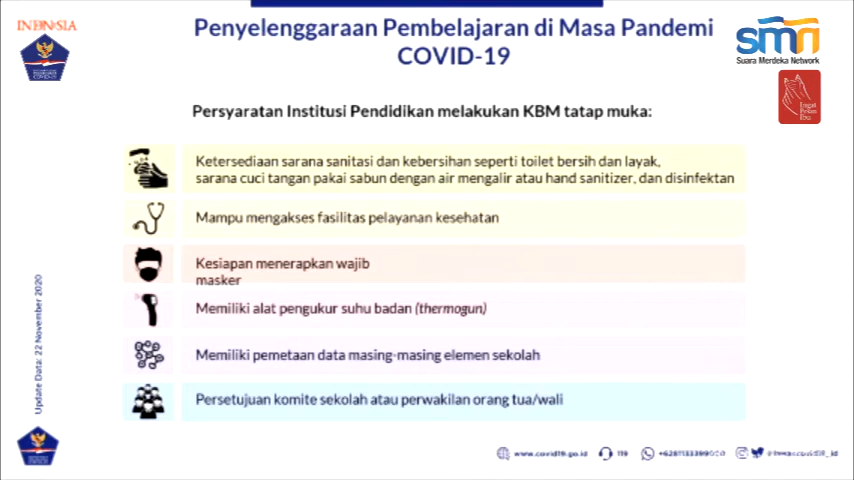 INDONESIA
Penyelenggaraan Pembelajaran di Masa Pandemi
COVID-19
smn
Suara Merdeka Network
Ingat
Pesan
Ibu
Persyaratan Institusi Pendidikan melakukan KBM tatap muka:
Ketersediaan sarana sanitasi dan kebersihan seperti toilet bersih dan layak,
sarana cuci tangan pakai sabun dengan air mengalir atau hand sanitizer, dan disinfektan
Mampu mengakses fasilitas pelayanan kesehatan
Kesiapan menerapkan wajib
masker
Memiliki alat pengukur suhu badan (thermogun)
Memiliki pemetaan data masing-masing elemen sekolah
Persetujuan komite sekolah atau perwakilan orang tua/wali
Update Data: 22 November 2020
www.covid19.go.id
119